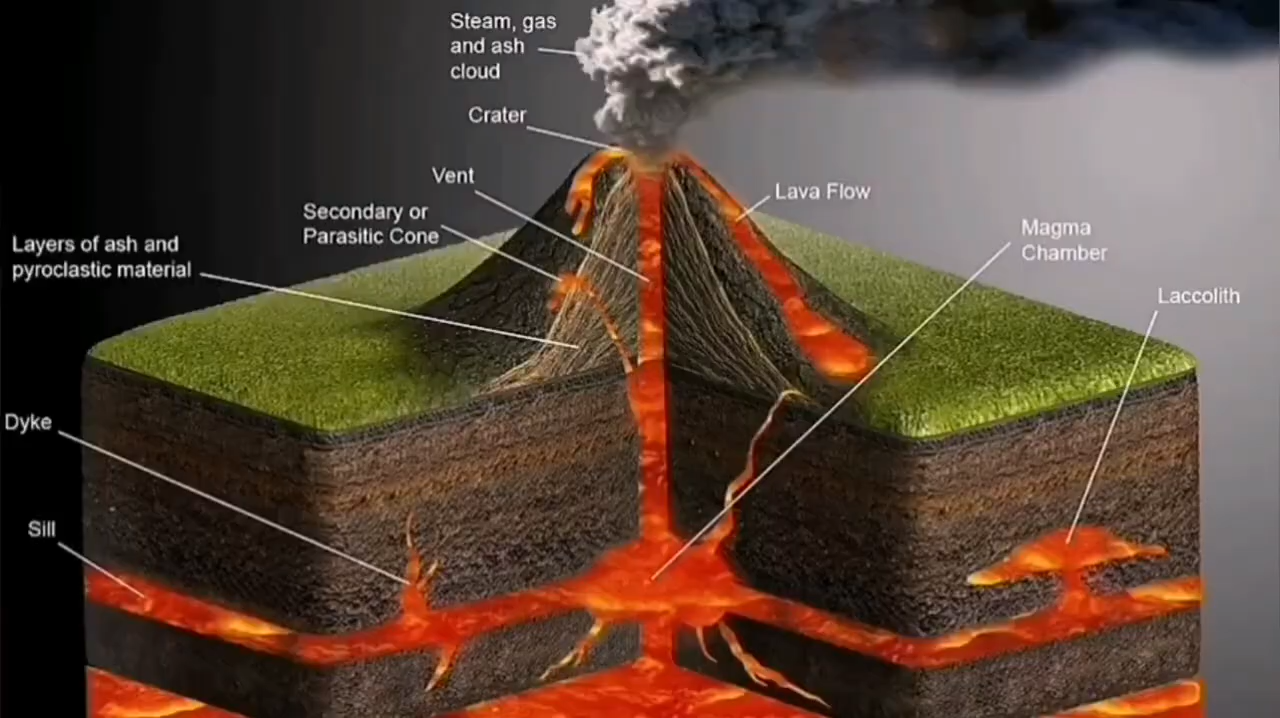 Steam, gas
and ash
cloud
Crater
Vent
Lava Flow
Secondary or
Parasitic Cone
Magma
Chamber
Layers of ash and
pyroclastic material
Laccolith
Dyke
Sill